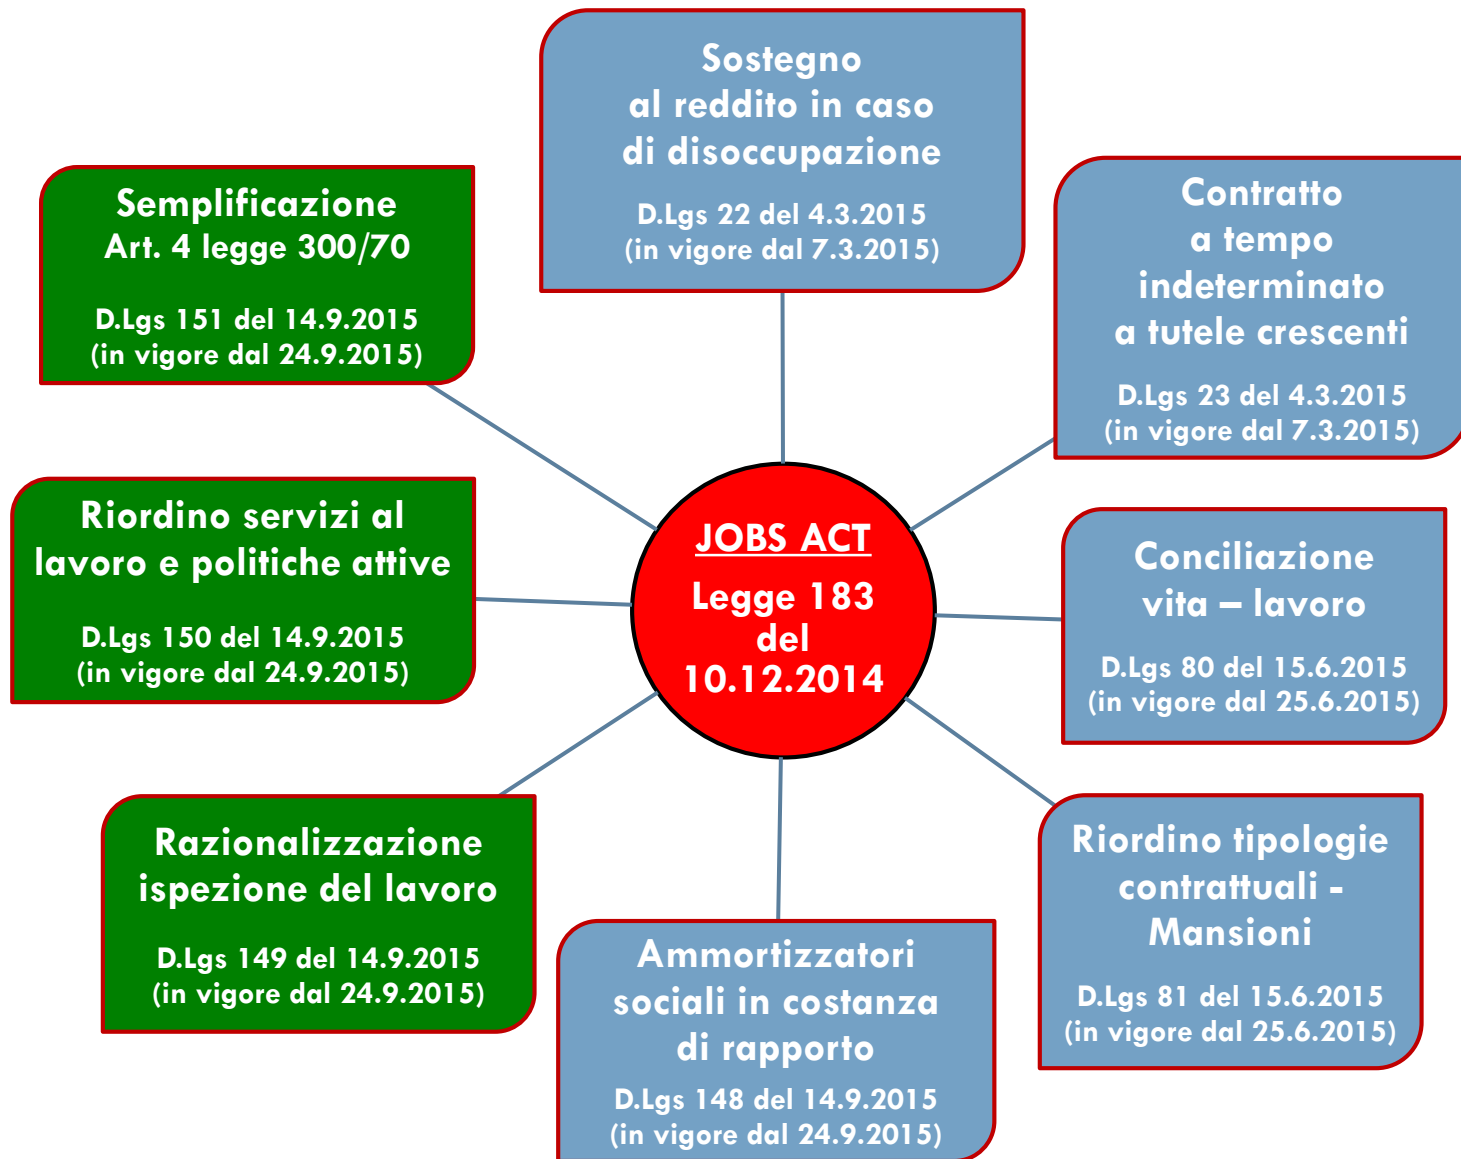 Sostegno
al reddito in caso
di disoccupazione
D.Lgs 22 del 4.3.2015
(in vigore dal 7.3.2015)
Contratto
a tempo
indeterminato
a tutele crescenti
D.Lgs 23 del 4.3.2015
(in vigore dal 7.3.2015)
Conciliazione
vita – lavoro
D.Lgs 80 del 15.6.2015
(in vigore dal 25.6.2015)
Riordino tipologie
contrattuali -
Mansioni
D.Lgs 81 del 15.6.2015
(in vigore dal 25.6.2015)
Ammortizzatori
sociali in costanza
di rapporto
D.Lgs 148 del 14.9.2015
(in vigore dal 24.9.2015)
Razionalizzazione
ispezione del lavoro
D.Lgs 149 del 14.9.2015
(in vigore dal 24.9.2015)
Riordino servizi al
lavoro e politiche attive
D.Lgs 150 del 14.9.2015
(in vigore dal 24.9.2015)
Semplificazione
Art. 4 legge 300/70
D.Lgs 151 del 14.9.2015
(in vigore dal 24.9.2015)
JOBS ACT
Legge 183
del
10.12.2014